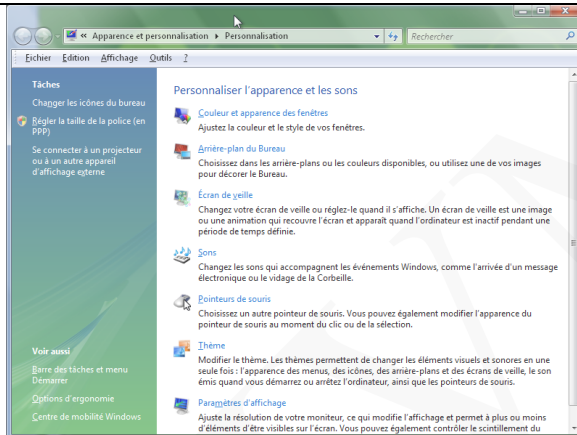 « Apparence et personnalisation ▸ Personnalisation
Rechercher
Fichier Edition Affichage Outils ?
Tâches
Changer les icônes du bureau
Régler la taille de la police (en
PPP)
Se connecter à un projecteur
ou à un autre appareil
d'affichage externe
Voir aussi
Barre des tâches et menu
Démarrer
Options d'ergonomie
Centre de mobilité Windows
Personnaliser l'apparence et les sons
Couleur et apparence des fenêtres
Ajustez la couleur et le style de vos fenêtres.
Arrière-plan du Bureau
Choisissez dans les arrière-plans ou les couleurs disponibles, ou utilisez une de vos images
pour décorer le Bureau.
Écran de veille
Changez votre écran de veille ou réglez-le quand il s'affiche. Un écran de veille est une image
ou une animation qui recouvre l'écran et apparaît quand l'ordinateur est inactif pendant une
période de temps définie.
Sons
Changez les sons qui accompagnent les événements Windows, comme l'arrivée d'un message
électronique ou le vidage de la Corbeille.
Pointeurs de souris
Choisissez un autre pointeur de souris. Vous pouvez également modifier l'apparence du
pointeur de souris au moment du clic ou de la sélection.
Thème
Modifier le thème. Les thèmes permettent de changer les éléments visuels et sonores en une
seule fois : l'apparence des menus, des icônes, des arrière-plans et des écrans de veille, le son
émis quand vous démarrez ou arrêtez l'ordinateur, ainsi que les pointeurs de souris.
Paramètres d'affichage
Ajuste la résolution de votre moniteur, ce qui modifie l'affichage et permet à plus ou moins
d'éléments d'être visibles sur l'écran. Vous pouvez également contrôler le scintillement du